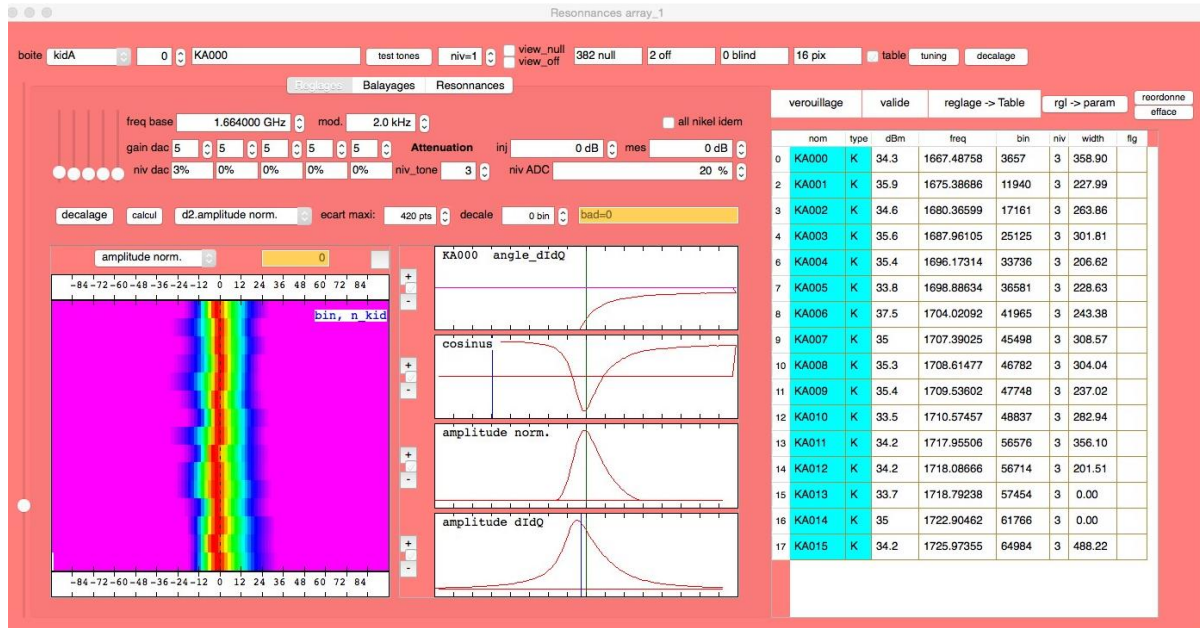 Resonnances array_1
boite kidA 0 KA000 test tones niv=1 view_null view_off 382 null 2 off 0 blind 16 pix table tuning decalage
Réglages Balayages Resonnances
freq base 1.664000 GHz mod. 2.0 kHz all nikel idem
gain dac 5 5 5 5 5 Attenuation inj 0 dB mes 0 dB
niv dac 3% 0% 0% 0% 0% niv_tone 3 niv ADC 20 %
decalage calcul d2.amplitude norm. ecart maxi: 420 pts decale 0 bin bad=0
amplitude norm. 0
-84 -72 -60 -48 -36 -24 -12 0 12 24 36 48 60 72 84
bin, n_kid
-84 -72 -60 -48 -36 -24 -12 0 12 24 36 48 60 72 84
+
-
KA000 angle_dIdQ
+
-
cosinus
+
-
amplitude norm.
+
-
amplitude dIdQ
verouillage valide reglage -> Table rgl -> param reordonne
efface
nom type dBm freq bin niv width flg
0 KA000 K 34.3 1667.48758 3657 3 358.90
2 KA001 K 35.9 1675.38686 11940 3 227.99
3 KA002 K 34.6 1680.36599 17161 3 263.86
4 KA003 K 35.6 1687.96105 25125 3 301.81
6 KA004 K 35.4 1696.17314 33736 3 206.62
7 KA005 K 33.8 1698.88634 36581 3 228.63
8 KA006 K 37.5 1704.02092 41965 3 243.38
9 KA007 K 35 1707.39025 45498 3 308.57
10 KA008 K 35.3 1708.61477 46782 3 304.04
11 KA009 K 35.4 1709.53602 47748 3 237.02
12 KA010 K 33.5 1710.57457 48837 3 282.94
13 KA011 K 34.2 1717.95506 56576 3 356.10
14 KA012 K 34.2 1718.08666 56714 3 201.51
15 KA013 K 33.7 1718.79238 57454 3 0.00
16 KA014 K 35 1722.90462 61766 3 0.00
17 KA015 K 34.2 1725.97355 64984 3 488.22